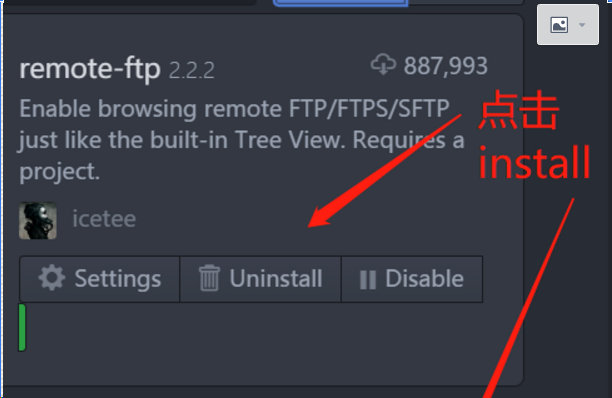 remote-ftp 2.2.2
887,993
Enable browsing remote FTP/FTPS/SFTP
just like the built-in Tree View. Requires a
project.
点击
install
icetee
Settings
Uninstall
Disable